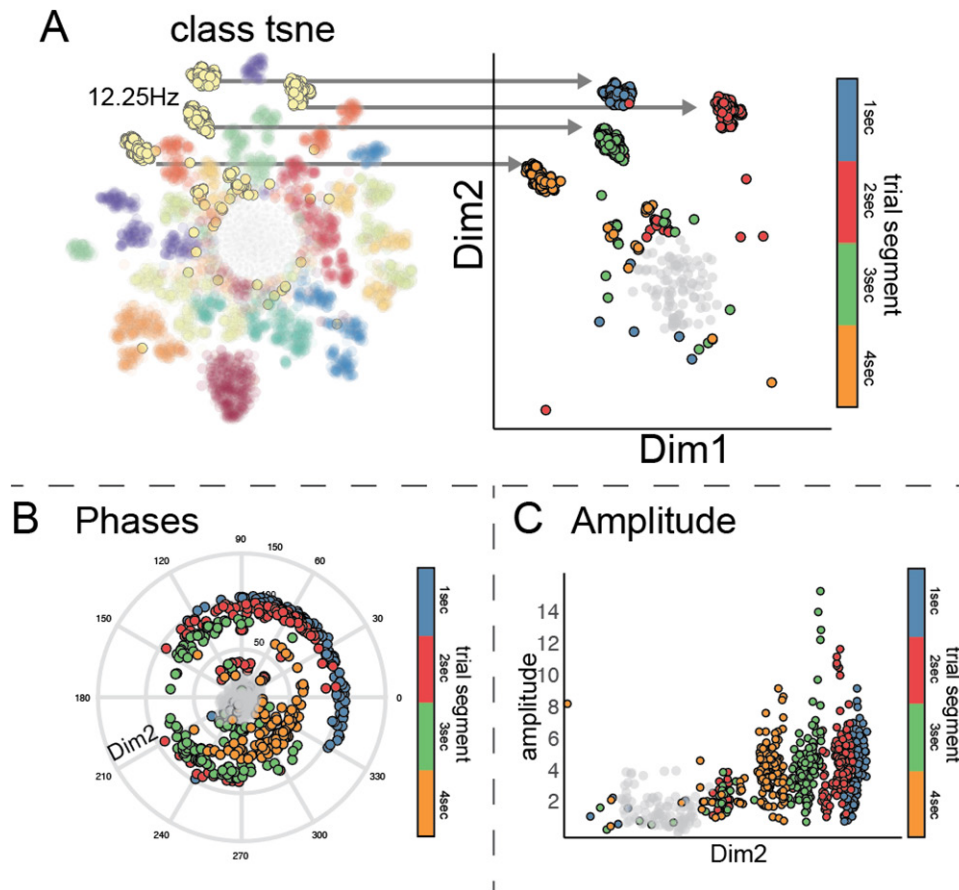 A
class tsne
12.25Hz
Dim2
Dim1
1sec
2sec
3sec
4sec
trial segment
B Phases
90
150
120
60
150
100
30
50
180
0
Dim2
210
330
240
300
270
1sec
2sec
3sec
4sec
trial segment
C Amplitude
14
12
10
8
6
4
2
amplitude
Dim2
1sec
2sec
3sec
4sec
trial segment